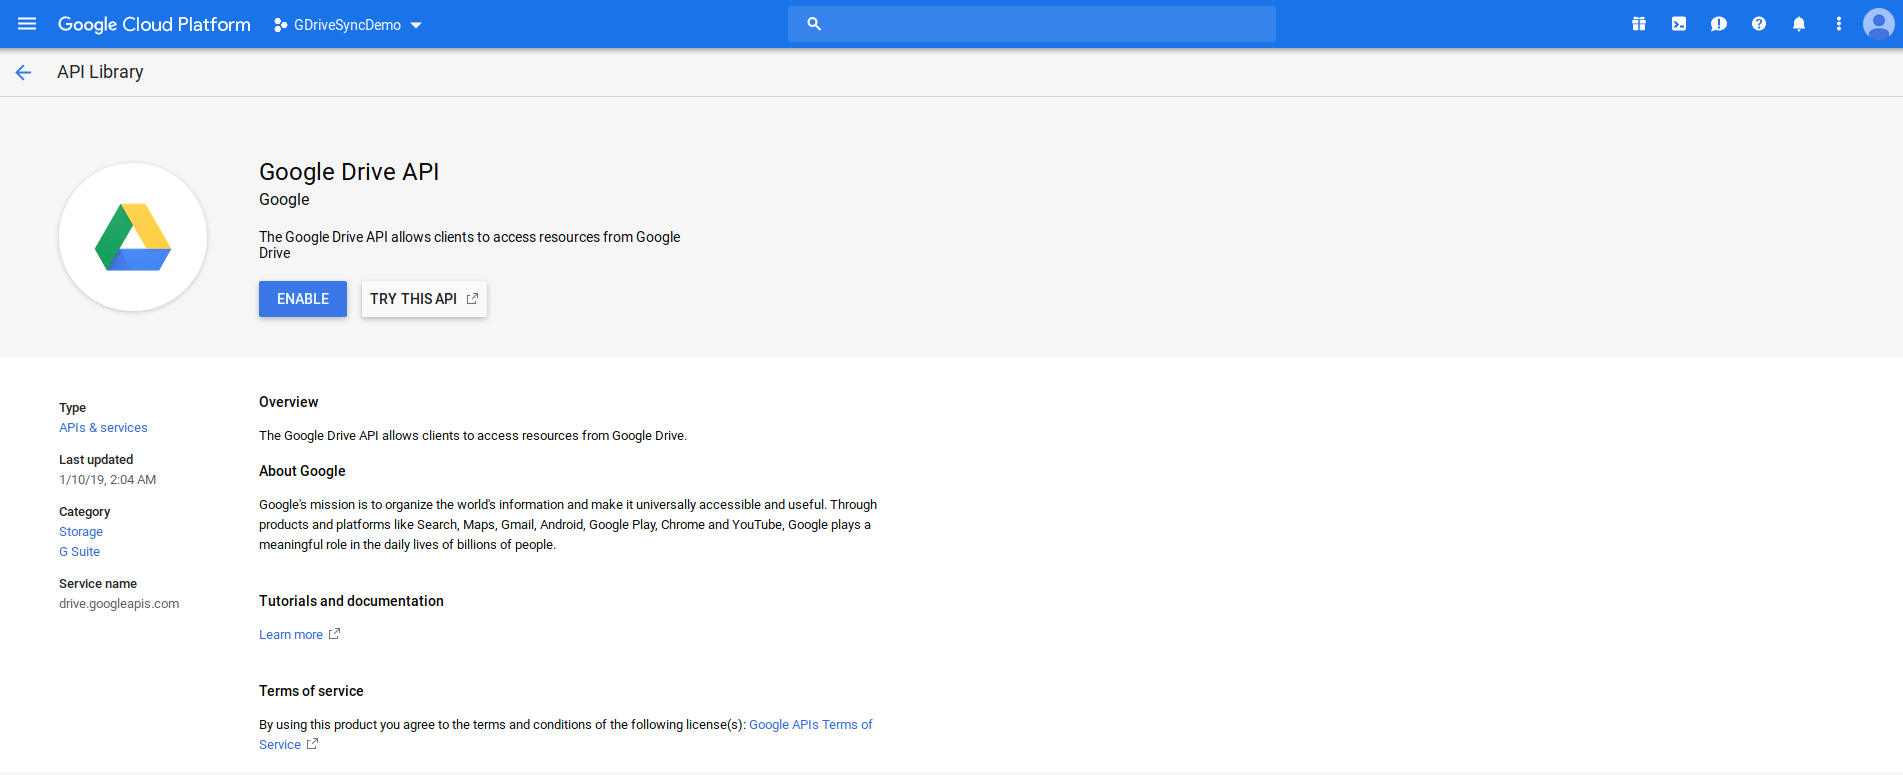 Google Cloud Platform
GDriveSyncDemo
API Library
Google Drive API
Google
The Google Drive API allows clients to access resources from Google
Drive
ENABLE
TRY THIS API
Type
APIs & services
Last updated
1/10/19, 2:04 AM
Category
Storage
G Suite
Service name
drive.googleapis.com
Overview
The Google Drive API allows clients to access resources from Google Drive.
About Google
Google's mission is to organize the world's information and make it universally accessible and useful. Through
products and platforms like Search, Maps, Gmail, Android, Google Play, Chrome and YouTube, Google plays a
meaningful role in the daily lives of billions of people.
Tutorials and documentation
Learn more
Terms of service
By using this product you agree to the terms and conditions of the following license(s): Google APIs Terms of
Service